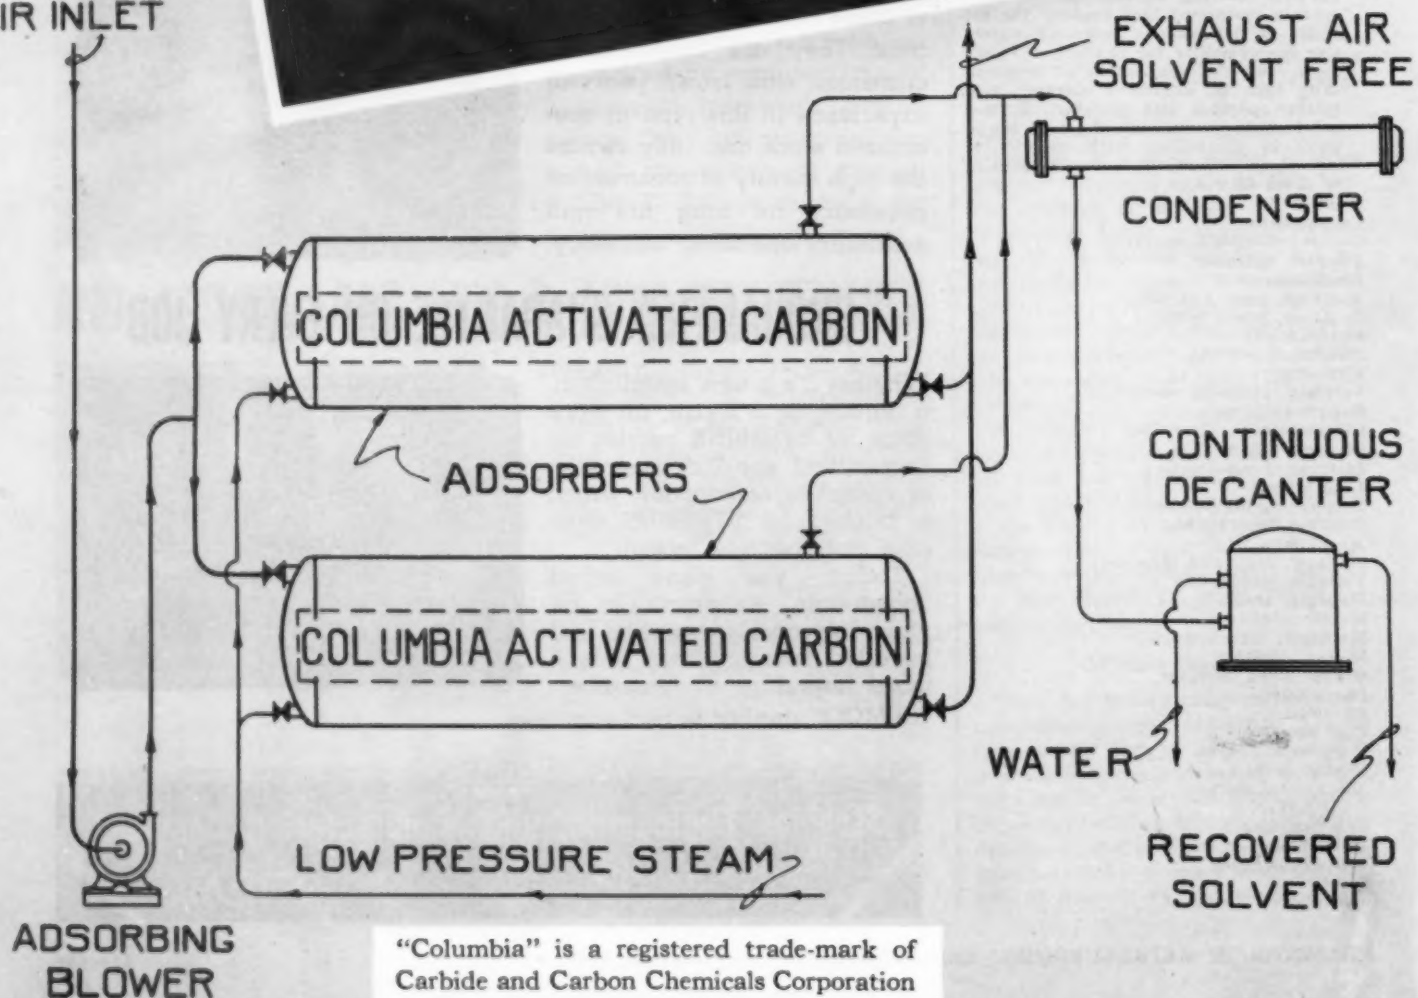 IR INLET
EXHAUST AIR
SOLVENT FREE
CONDENSER
COLUMBIA ACTIVATED CARBON
ADSORBERS
CONTINUOUS
DECANTER
COLUMBIA ACTIVATED CARBON
WATER
RECOVERED
SOLVENT
LOW PRESSURE STEAM
ADSORBING
BLOWER
"Columbia" is a registered trade-mark of
Carbide and Carbon Chemicals Corporation